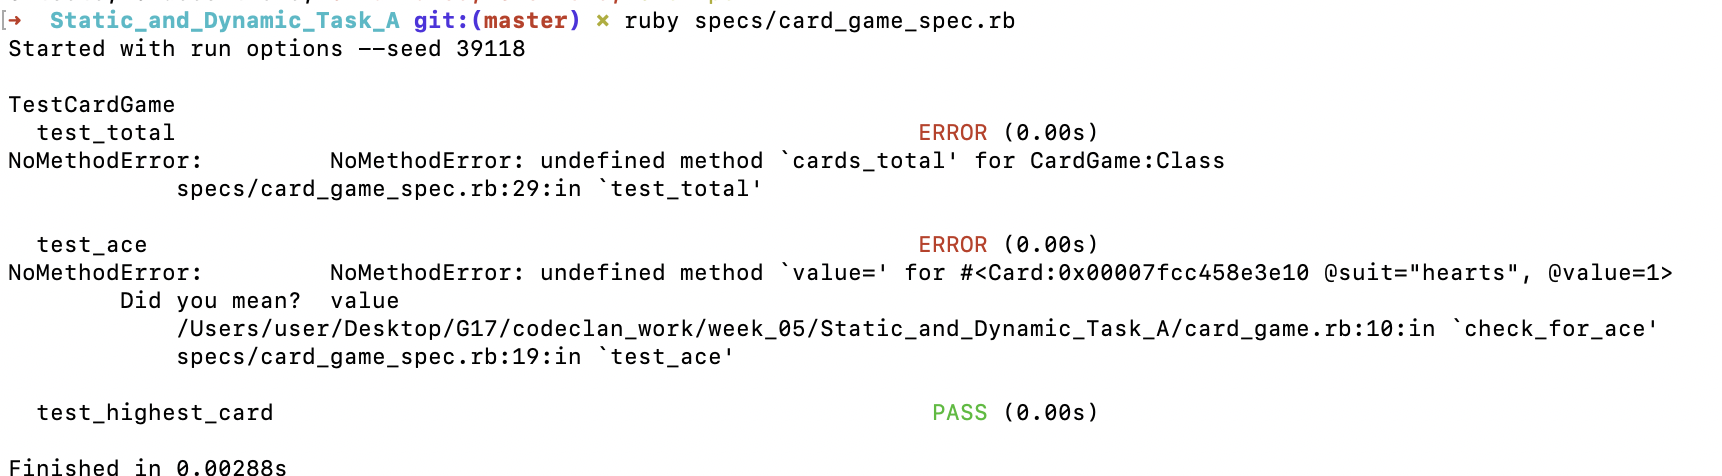 ➜  Static_and_Dynamic_Task_A git:(master) ✗ ruby specs/card_game_spec.rb
Started with run options --seed 39118
TestCardGame
test_total ERROR (0.00s)
NoMethodError: NoMethodError: undefined method `cards_total' for CardGame:Class
specs/card_game_spec.rb:29:in `test_total'
test_ace ERROR (0.00s)
NoMethodError: NoMethodError: undefined method `value=' for #<Card:0x00007fcc458e3e10 @suit="hearts", @value=1>
Did you mean?  value
/Users/user/Desktop/G17/codeclan_work/week_05/Static_and_Dynamic_Task_A/card_game.rb:10:in `check_for_ace'
specs/card_game_spec.rb:19:in `test_ace'
test_highest_card PASS (0.00s)
Finished in 0.00288s